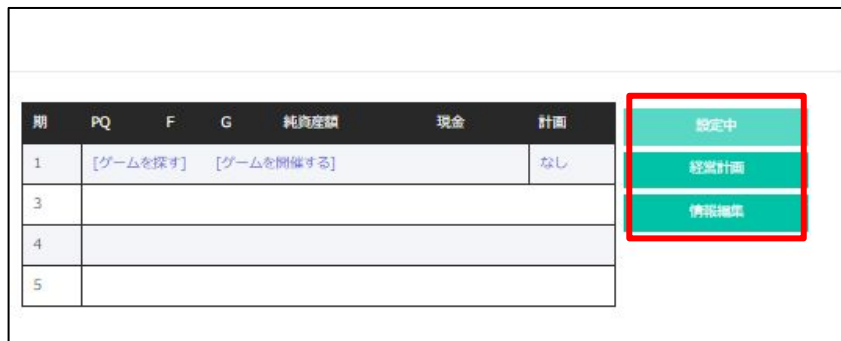 期 PQ F G 純資産額 現金 計画
1 [ゲームを探す] [ゲームを開催する] なし
3
4
5
設定中
経営計画
情報編集